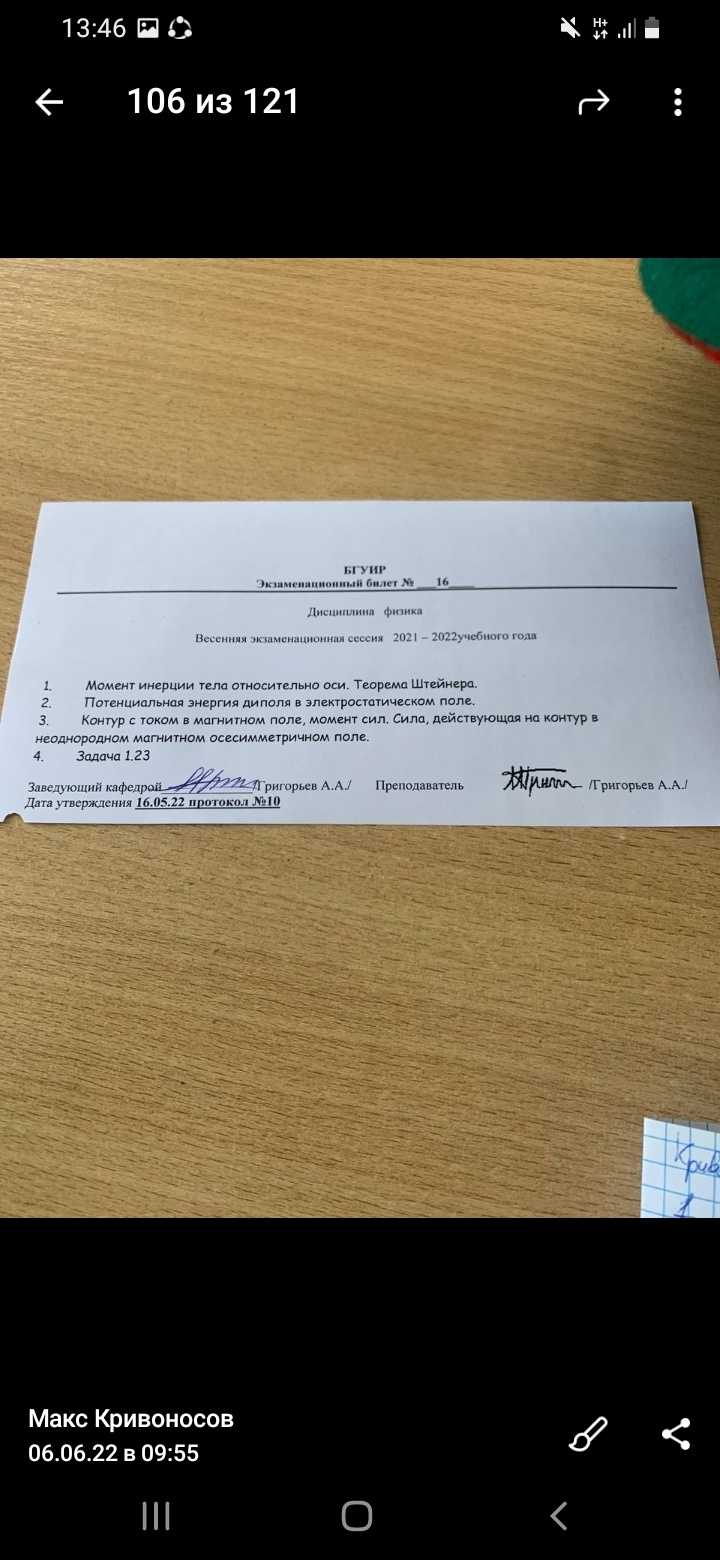 13:46
H+
106 из 121
БГУИР
Экзаменационный билет № ___16____
Дисциплина физика
Весенняя экзаменационная сессия 2021 – 2022учебного года
1. Момент инерции тела относительно оси. Теорема Штейнера.
2. Потенциальная энергия диполя в электростатическом поле.
3. Контур с током в магнитном поле, момент сил. Сила, действующая на контур в
неоднородном магнитном осесимметричном поле.
4. Задача 1.23
Заведующий кафедрой /Григорьев А.А./ Преподаватель /Григорьев А.А./
Дата утверждения 16.05.22 протокол №10
1
Макс Кривоносов
06.06.22 в 09:55